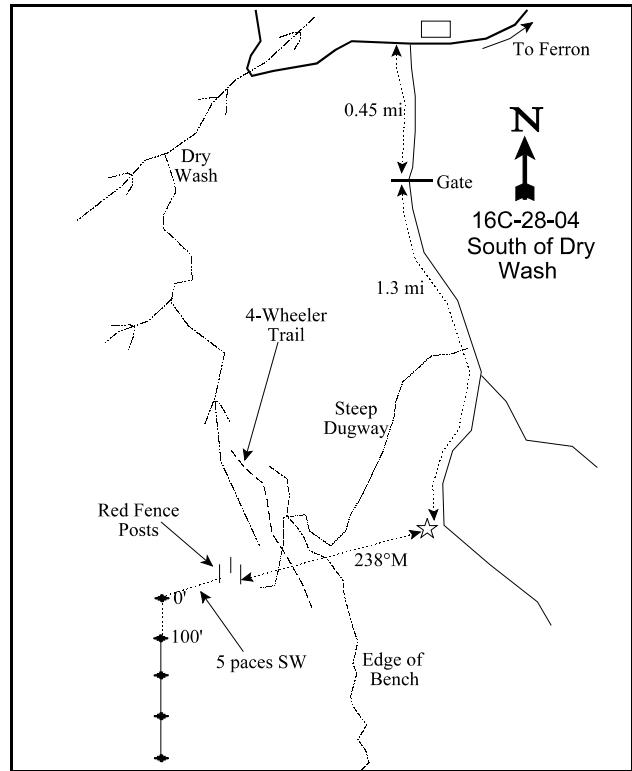 To Ferron
0.45 mi
N
Dry
Wash
Gate
16C-28-04
South of Dry
Wash
1.3 mi
4-Wheeler
Trail
Steep
Dugway
Red Fence
Posts
238°M
0'
100'
5 paces SW
Edge of
Bench